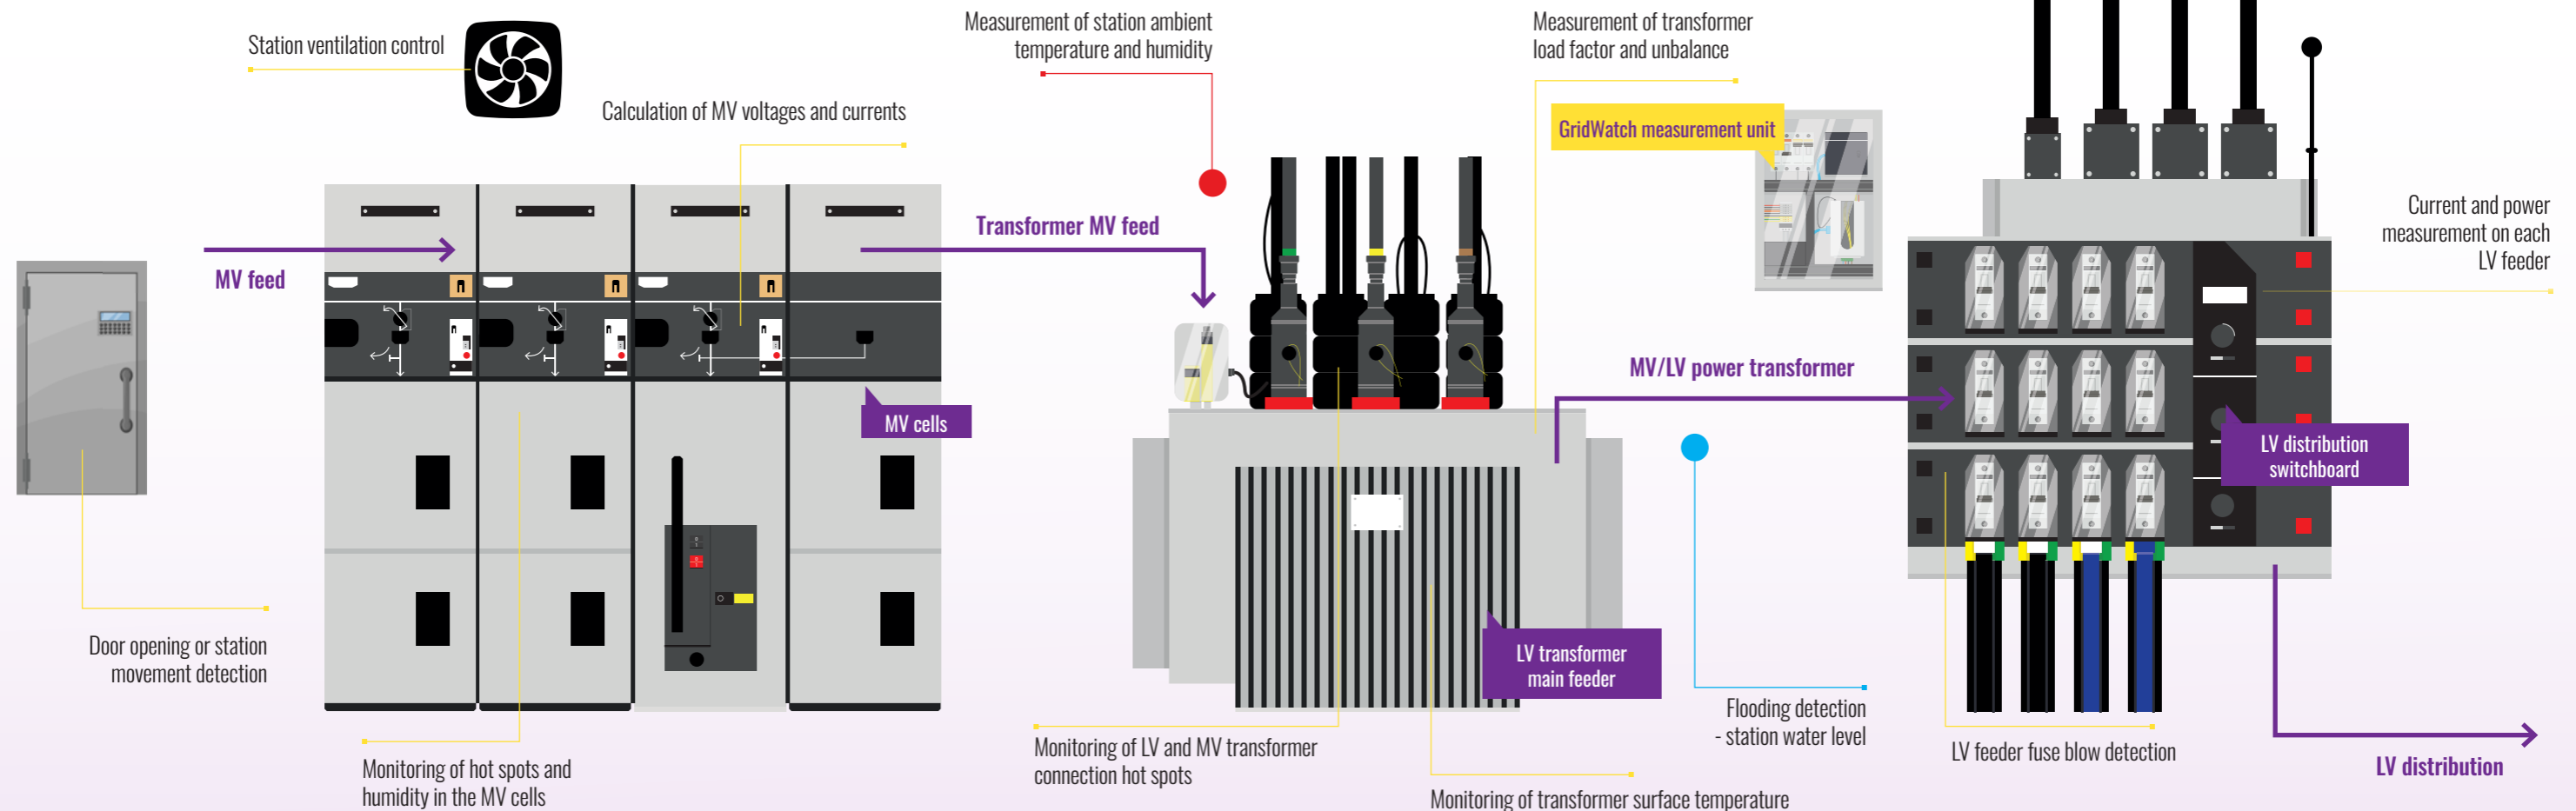 Station ventilation control
Calculation of MV voltages and currents
Measurement of station ambient
temperature and humidity
Measurement of transformer
load factor and unbalance
GridWatch measurement unit
Current and power
measurement on each
LV feeder
MV feed
Transformer MV feed
MV/LV power transformer
MV cells
LV distribution
switchboard
Door opening or station
movement detection
LV transformer
main feeder
Flooding detection
- station water level
Monitoring of hot spots and
humidity in the MV cells
Monitoring of LV and MV transformer
connection hot spots
Monitoring of transformer surface temperature
LV feeder fuse blow detection
LV distribution